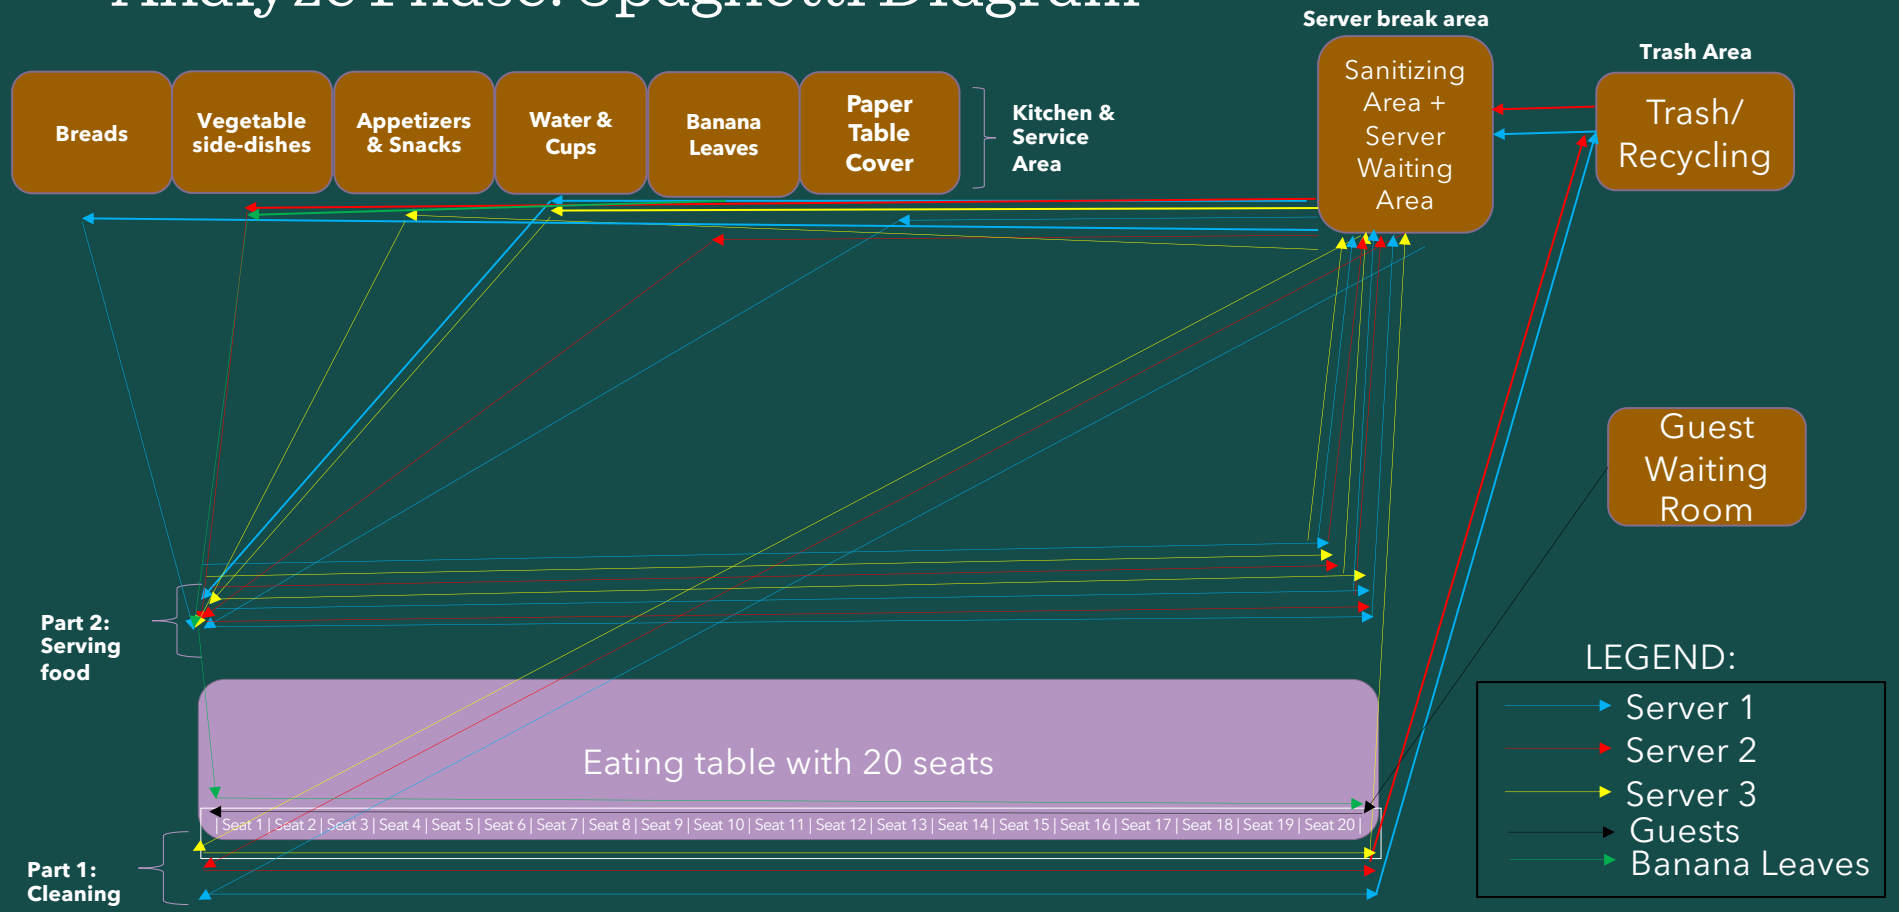 Analyze Phase: Spaghetti Diagram
Server break area
Trash Area
Breads
Vegetable
side-dishes
Appetizers
& Snacks
Water &
Cups
Banana
Leaves
Paper
Table
Cover
Kitchen &
Service
Area
Sanitizing
Area +
Server
Waiting
Area
Trash/
Recycling
Guest
Waiting
Room
Part 2:
Serving
food
Eating table with 20 seats
| Seat 1 | Seat 2 | Seat 3 | Seat 4 | Seat 5 | Seat 6 | Seat 7 | Seat 8 | Seat 9 | Seat 10 | Seat 11 | Seat 12 | Seat 13 | Seat 14 | Seat 15 | Seat 16 | Seat 17 | Seat 18 | Seat 19 | Seat 20 |
Part 1:
Cleaning
LEGEND:
Server 1
Server 2
Server 3
Guests
Banana Leaves